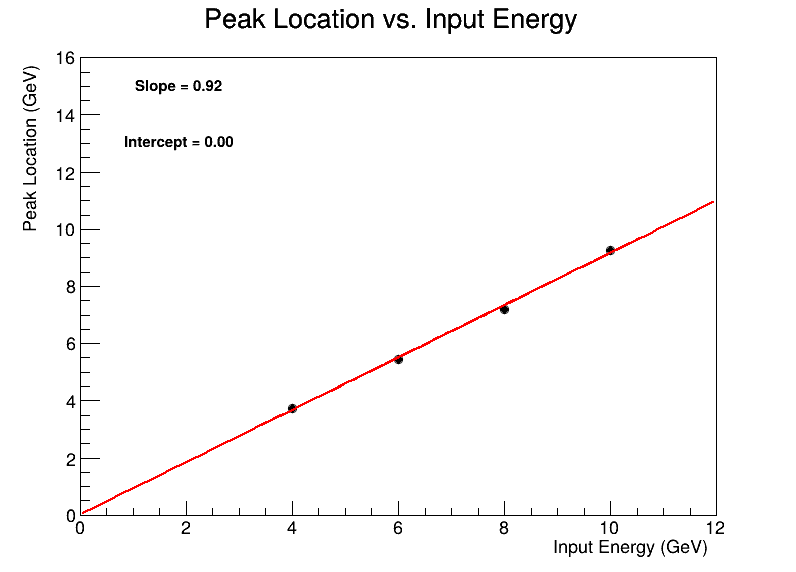 Peak Location vs. Input Energy
Peak Location (GeV)
16
14
12
10
8
6
4
2
0
Slope = 0.92
Intercept = 0.00
0 2 4 6 8 10 12
Input Energy (GeV)